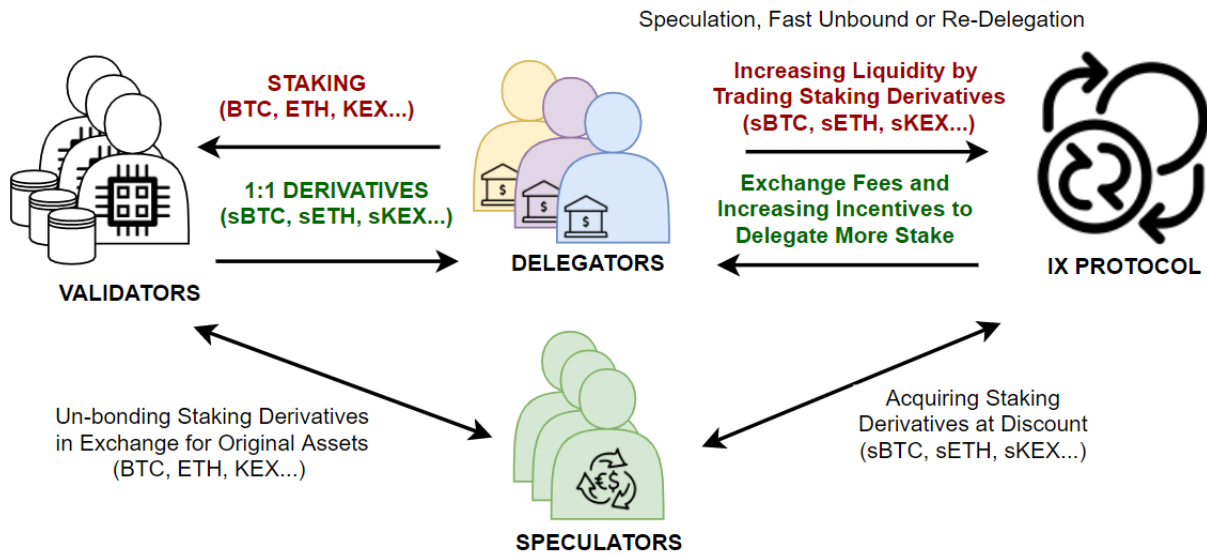 Speculation, Fast Unbound or Re-Delegation
STAKING
(BTC, ETH, KEX...)
1:1 DERIVATIVES
(sBTC, sETH, sKEX...)
VALIDATORS
$
$
$
DELEGATORS
Increasing Liquidity by
Trading Staking Derivatives
(sBTC, sETH, sKEX...)
Exchange Fees and
Increasing Incentives to
Delegate More Stake
IX PROTOCOL
Un-bonding Staking Derivatives
in Exchange for Original Assets
(BTC, ETH, KEX...)
€$
SPECULATORS
Acquiring Staking
Derivatives at Discount
(sBTC, sETH, sKEX...)